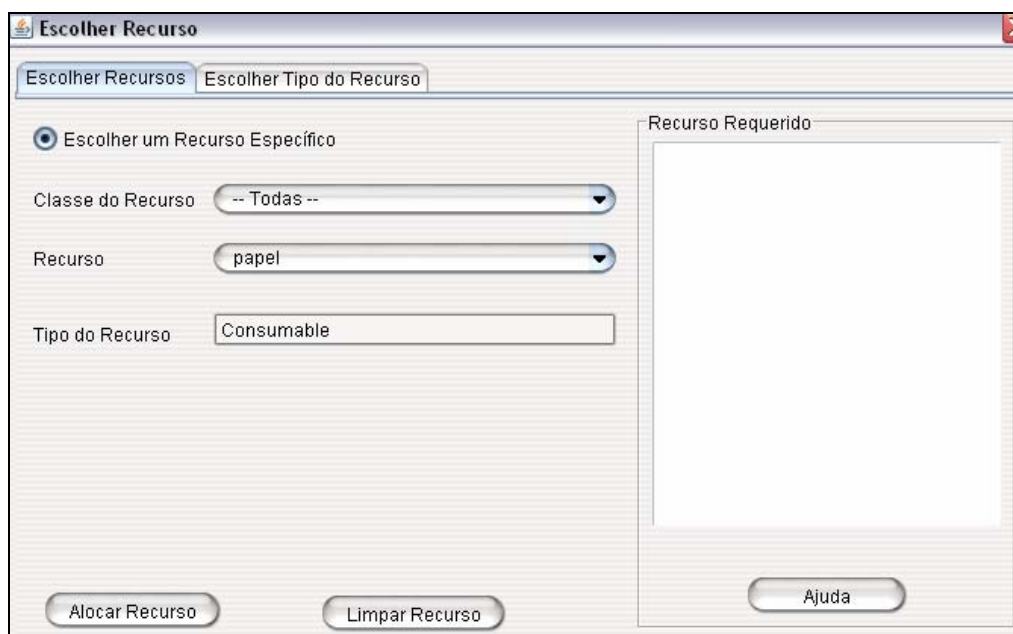 Escolher Recurso
Escolher Recursos Escolher Tipo do Recurso
Escolher um Recurso Específico
Classe do Recurso -- Todas --
Recurso papel
Tipo do Recurso Consumable
Recurso Requerido
Alocar Recurso Limpar Recurso Ajuda